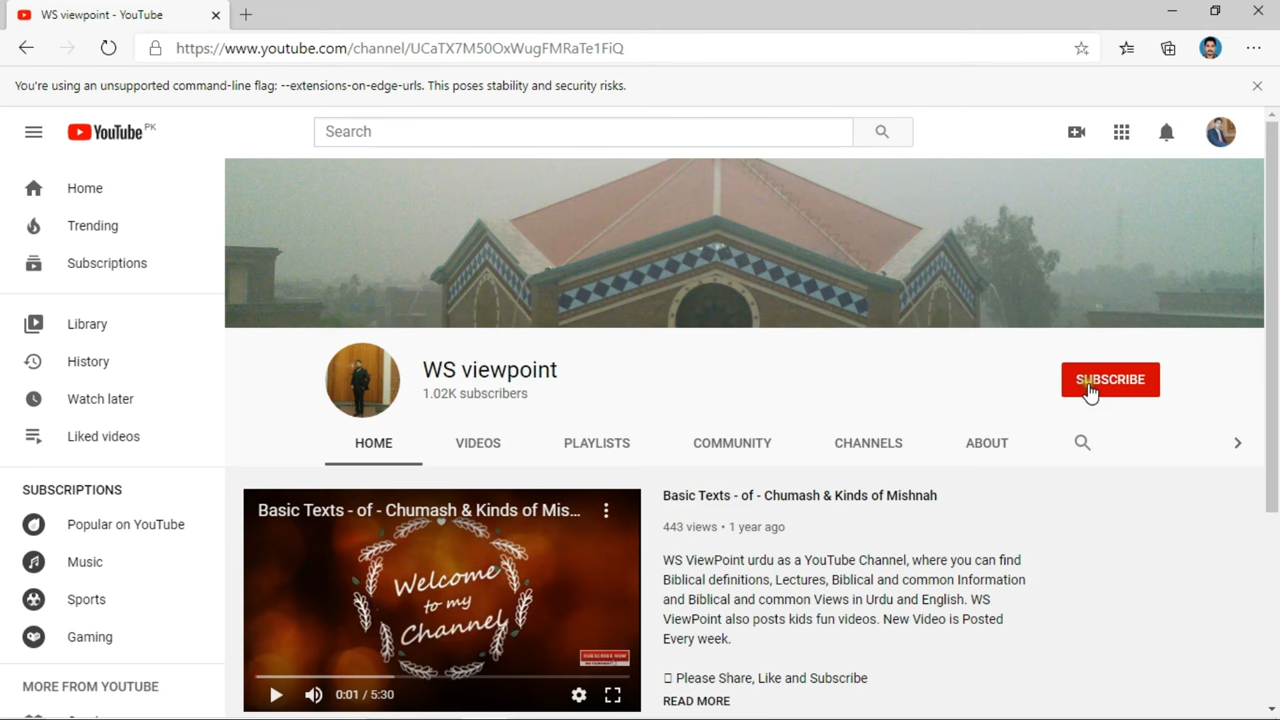 WS viewpoint - YouTube
https://www.youtube.com/channel/UCaTX7M50OxWugFMRaTe1FiQ
You're using an unsupported command-line flag: --extensions-on-edge-urls. This poses stability and security risks.
YouTube PK
Search
Home
Trending
Subscriptions
Library
History
Watch later
Liked videos
SUBSCRIPTIONS
Popular on YouTube
Music
Sports
Gaming
MORE FROM YOUTUBE
WS viewpoint
1.02K subscribers
SUBSCRIBE
HOME VIDEOS PLAYLISTS COMMUNITY CHANNELS ABOUT
Basic Texts - of - Chumash & Kinds of Mis...
Welcome
to my
Channel
SUBSCRIBE NOW
0:01 / 5:30
Basic Texts - of - Chumash & Kinds of Mishnah
443 views • 1 year ago
WS ViewPoint urdu as a YouTube Channel, where you can find
Biblical definitions, Lectures, Biblical and common Information
and Biblical and common Views in Urdu and English. WS
ViewPoint also posts kids fun videos. New Video is Posted
Every week.
Please Share, Like and Subscribe
READ MORE